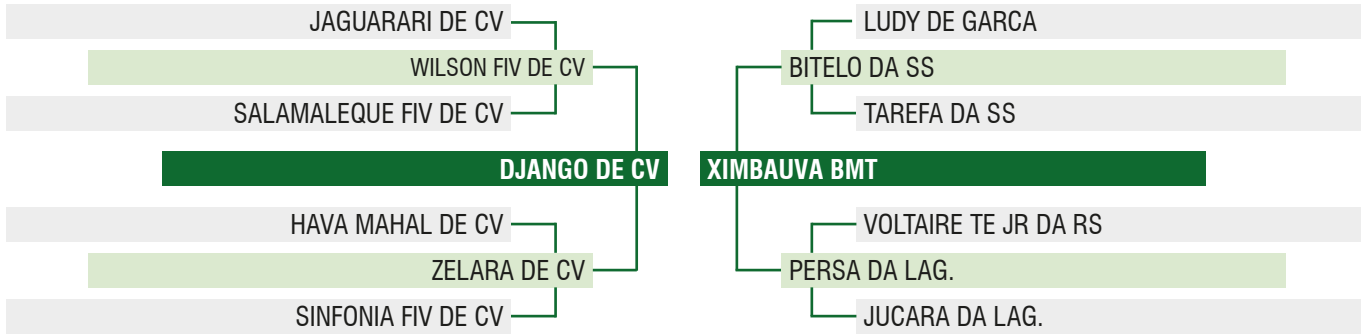 JAGUARARI DE CV
LUDY DE GARCA
WILSON FIV DE CV
BITELO DA SS
SALAMALEQUE FIV DE CV
TAREFA DA SS
DJANGO DE CV
XIMBAUVA BMT
HAVA MAHAL DE CV
VOLTAIRE TE JR DA RS
ZELARA DE CV
PERSA DA LAG.
SINFONIA FIV DE CV
JUCARA DA LAG.